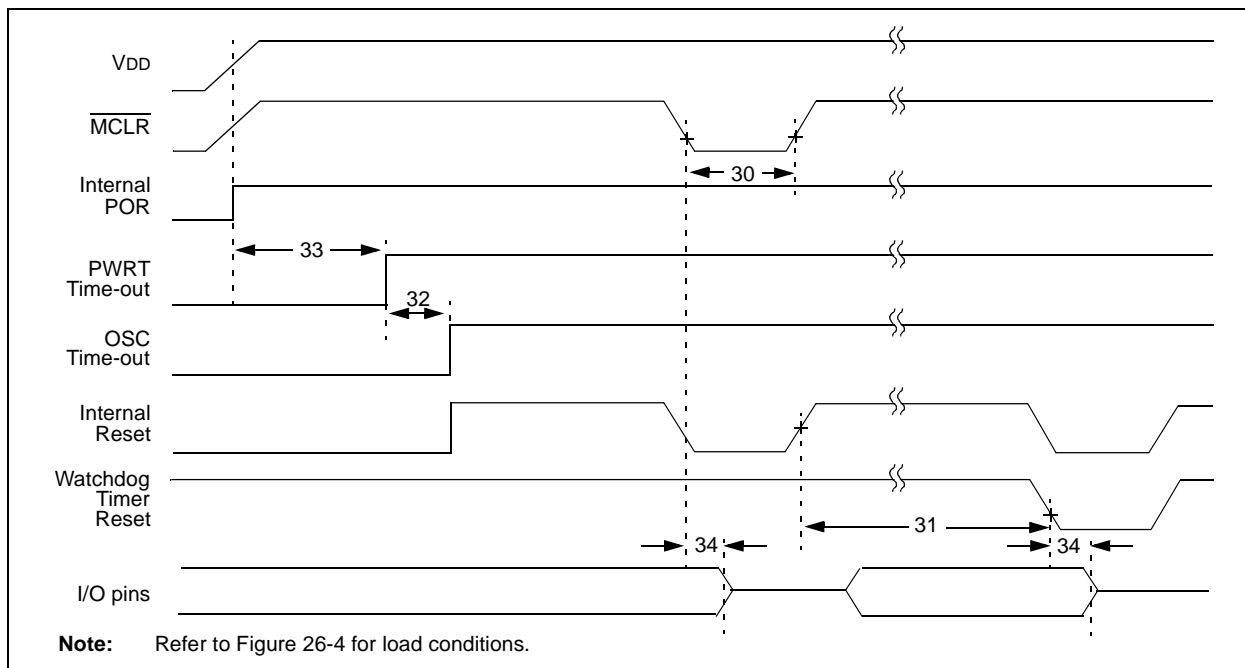 VDD
MCLR
30
Internal
POR
33
PWRT
Time-out
32
OSC
Time-out
Internal
Reset
Watchdog
Timer
Reset
31
34
34
I/O pins
Note: Refer to Figure 26-4 for load conditions.